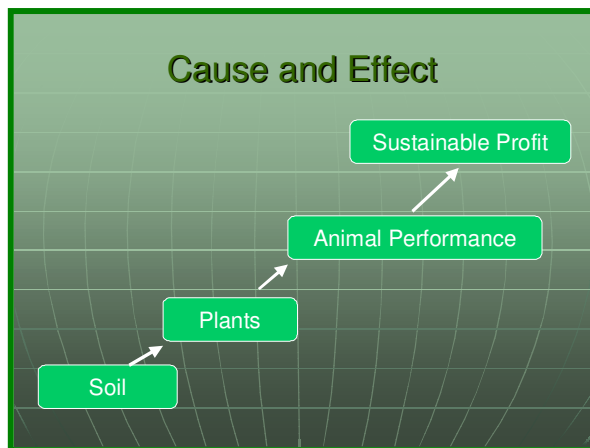 Cause and Effect
Sustainable Profit
Animal Performance
Plants
Soil